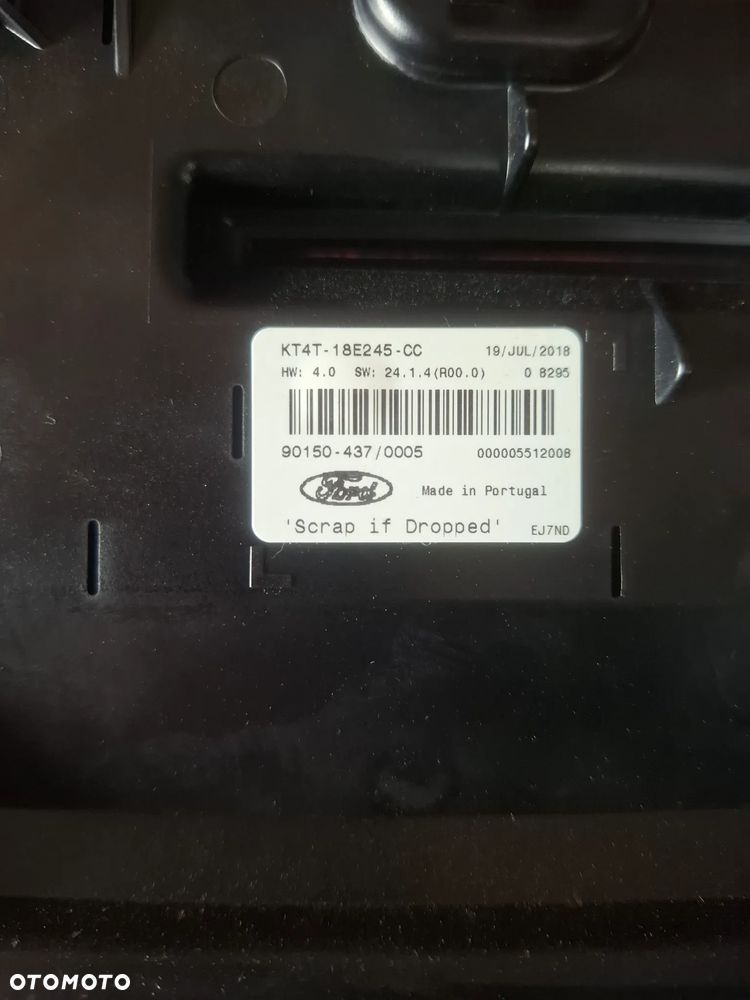 KT4T-18E245-CC 19/JUL/2018
HW: 4.0 SW: 24.1.4(R00.0) 0 8295
90150-437/0005 000005512008
Ford Made in Portugal
'Scrap if Dropped' EJ7ND
OTOMOTO